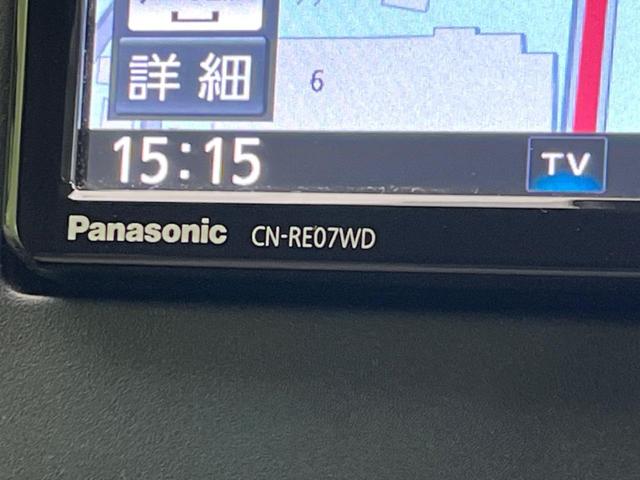 詳細
6
15:15
TV
Panasonic CN-RE07WD